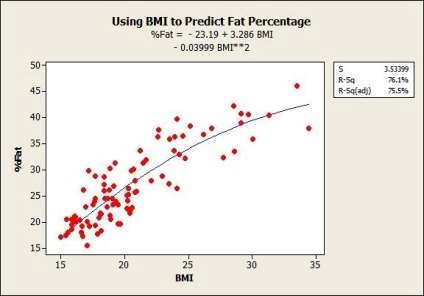 Using BMI to Predict Fat Percentage
%Fat = - 23.19 + 3.286 BMI
- 0.03999 BMI**2
S 3.53399
R-Sq 76.1%
R-Sq(adj) 75.5%
50
45
40
35
30
25
20
15
%Fat
15 20 25 30 35
BMI